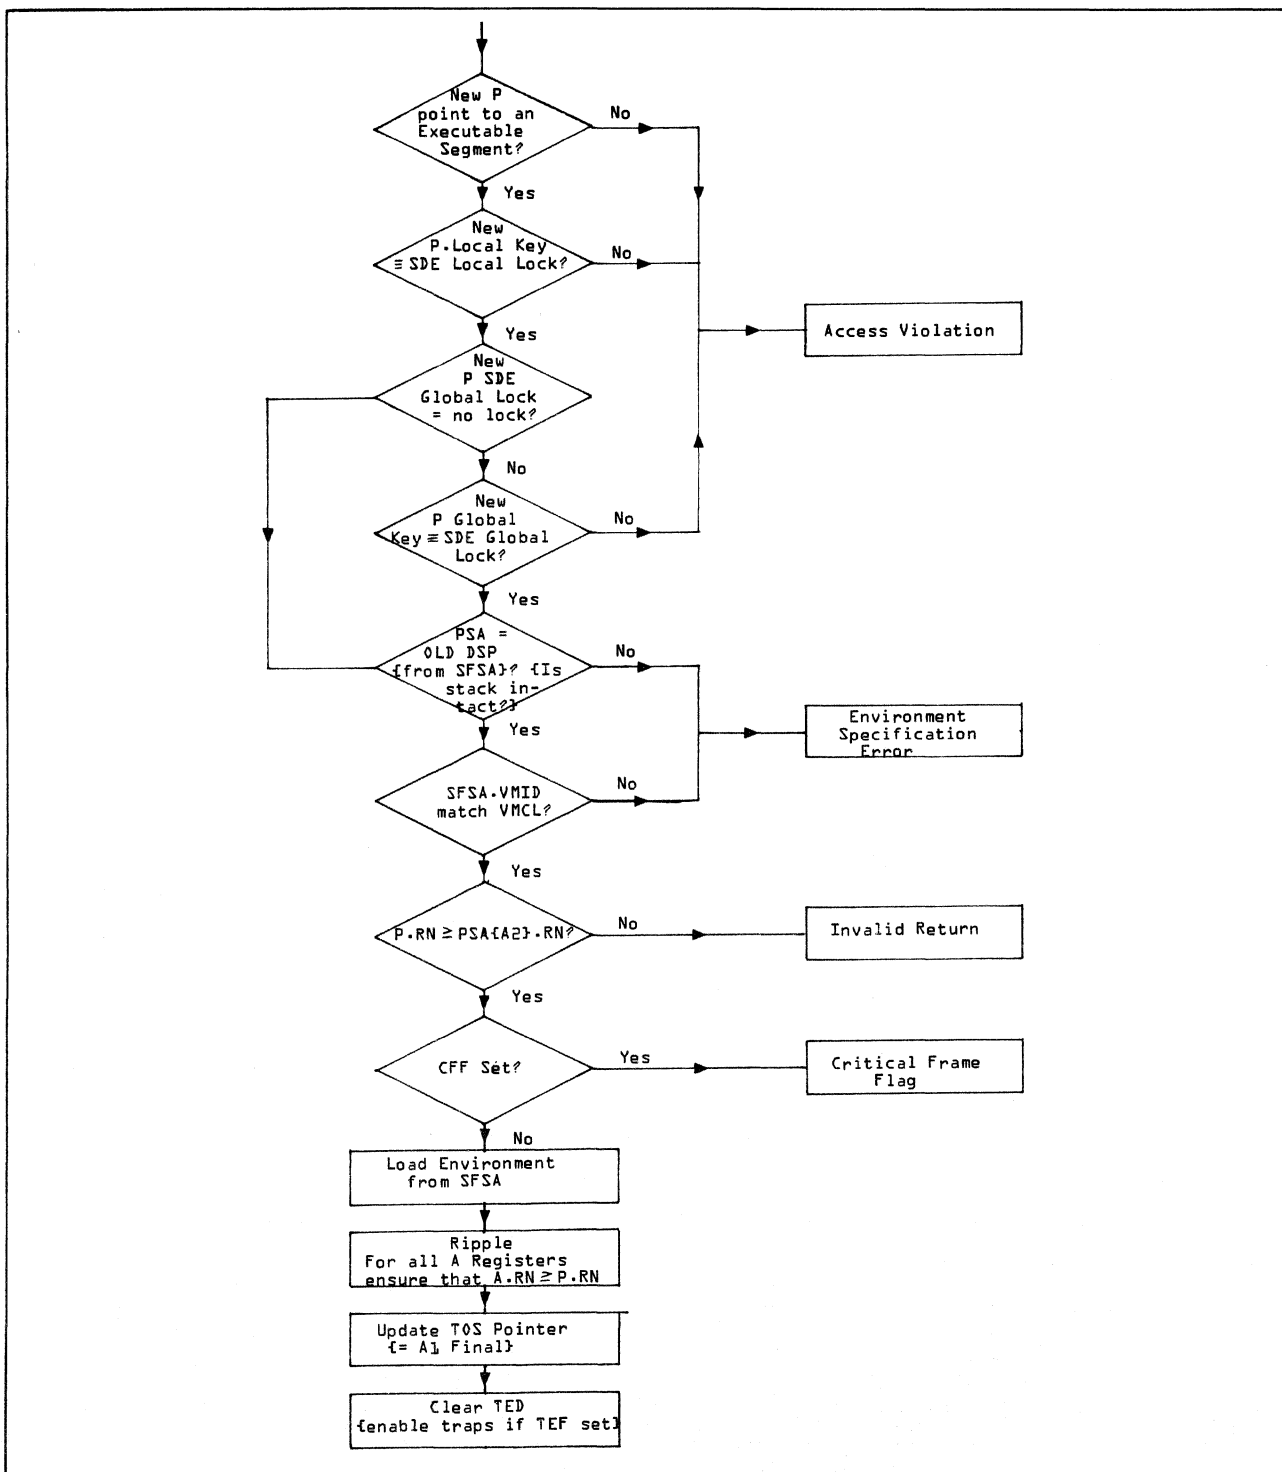 New P
point to an
Executable
Segment?
No
Yes
New
P.Local Key
≡ SDE Local Lock?
No
Yes
Access Violation
New
P SDE
Global Lock
= no lock?
No
New
P Global
Key ≡ SDE Global
Lock?
No
Yes
PSA =
OLD DSP
{from SFSA}? {Is
stack in-
tact?}
No
Yes
Environment
Specification
Error
SFSA.VMID
match VMCL?
No
Yes
P.RN ≥ PSA{A2}.RN?
No
Invalid Return
Yes
CFF Set?
Yes
Critical Frame
Flag
No
Load Environment
from SFSA
Ripple
For all A Registers
ensure that A.RN ≥ P.RN
Update TOS Pointer
{= A1 Final}
Clear TED
{enable traps if TEF set}